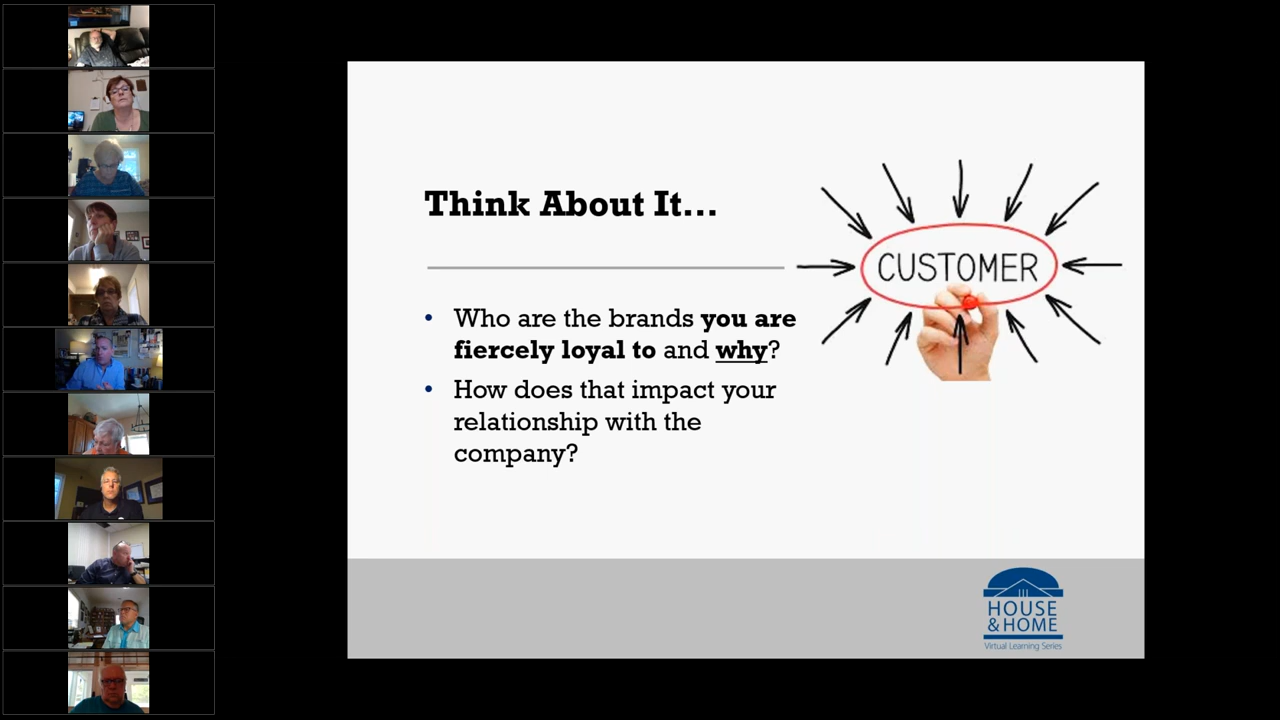 Think About It...
CUSTOMER
• Who are the brands you are
fiercely loyal to and why?
• How does that impact your
relationship with the
company?
HOUSE
& HOME
Virtual Learning Series